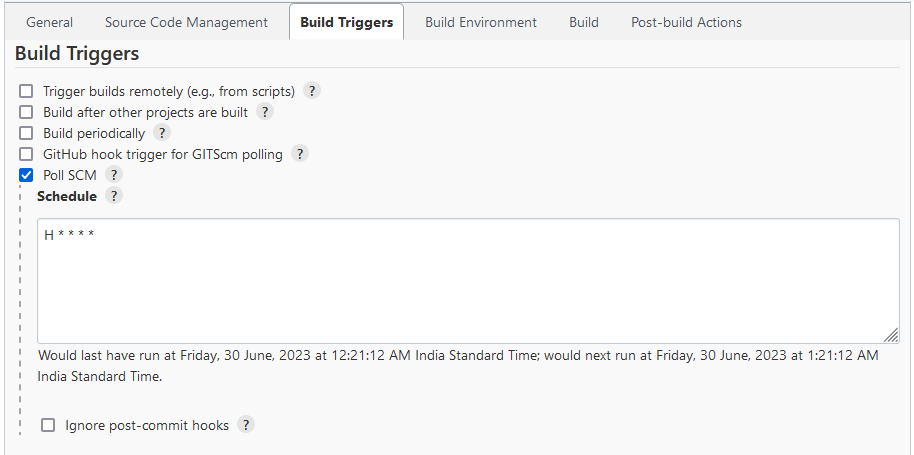 General Source Code Management Build Triggers Build Environment Build Post-build Actions
Build Triggers
Trigger builds remotely (e.g., from scripts) ?
Build after other projects are built ?
Build periodically ?
GitHub hook trigger for GITScm polling ?
Poll SCM ?
Schedule ?
H * * * *
Would last have run at Friday, 30 June, 2023 at 12:21:12 AM India Standard Time; would next run at Friday, 30 June, 2023 at 1:21:12 AM
India Standard Time.
Ignore post-commit hooks ?